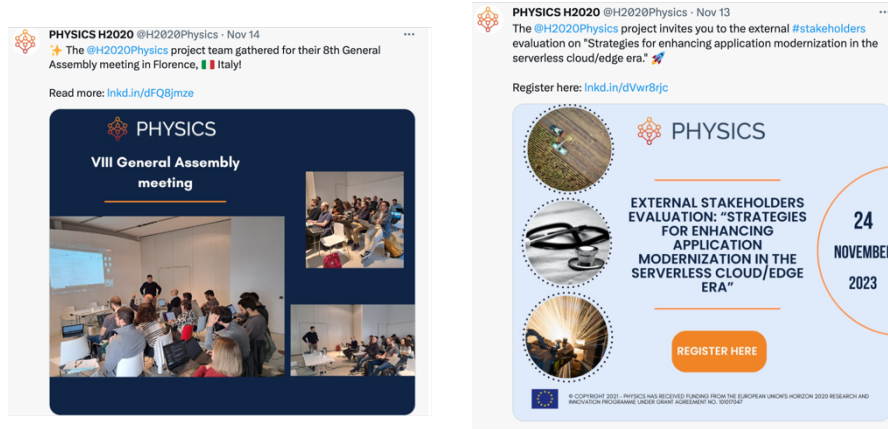 PHYSICS H2020 @H2020Physics · Nov 14
✨ The @H2020Physics project team gathered for their 8th General
Assembly meeting in Florence, 🇮🇹 Italy!
Read more: lnkd.in/dFQ8jmze
PHYSICS
VIII General Assembly
meeting
PHYSICS H2020 @H2020Physics · Nov 13
The @H2020Physics project invites you to the external #stakeholders
evaluation on "Strategies for enhancing application modernization in the
serverless cloud/edge era." 🚀
Register here: lnkd.in/dVwr8rjc
PHYSICS
EXTERNAL STAKEHOLDERS
EVALUATION: “STRATEGIES
FOR ENHANCING
APPLICATION
MODERNIZATION IN THE
SERVERLESS CLOUD/EDGE
ERA”
24
NOVEMBER
2023
REGISTER HERE
© COPYRIGHT 2021 - PHYSICS HAS RECEIVED FUNDING FROM THE EUROPEAN UNION'S HORIZON 2020 RESEARCH AND
INNOVATION PROGRAMME UNDER GRANT AGREEMENT NO. 101017047